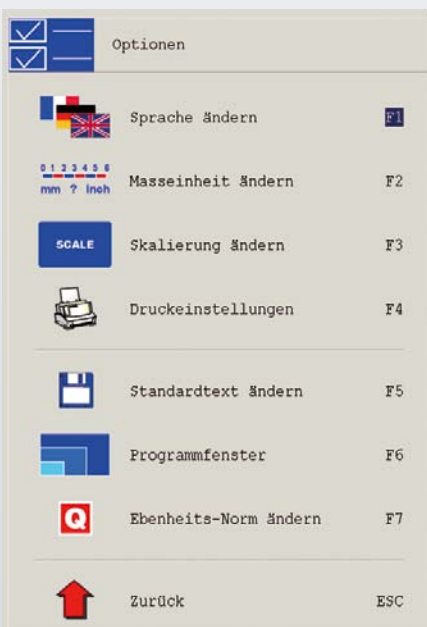 Optionen
Sprache ändern F1
0 1 2 3 4 5 6
mm ? inch
Masseinheit ändern F2
SCALE
Skalierung ändern F3
Druckeinstellungen F4
Standardtext ändern F5
Programmfenster F6
Q
Ebenheits-Norm ändern F7
Zurück ESC